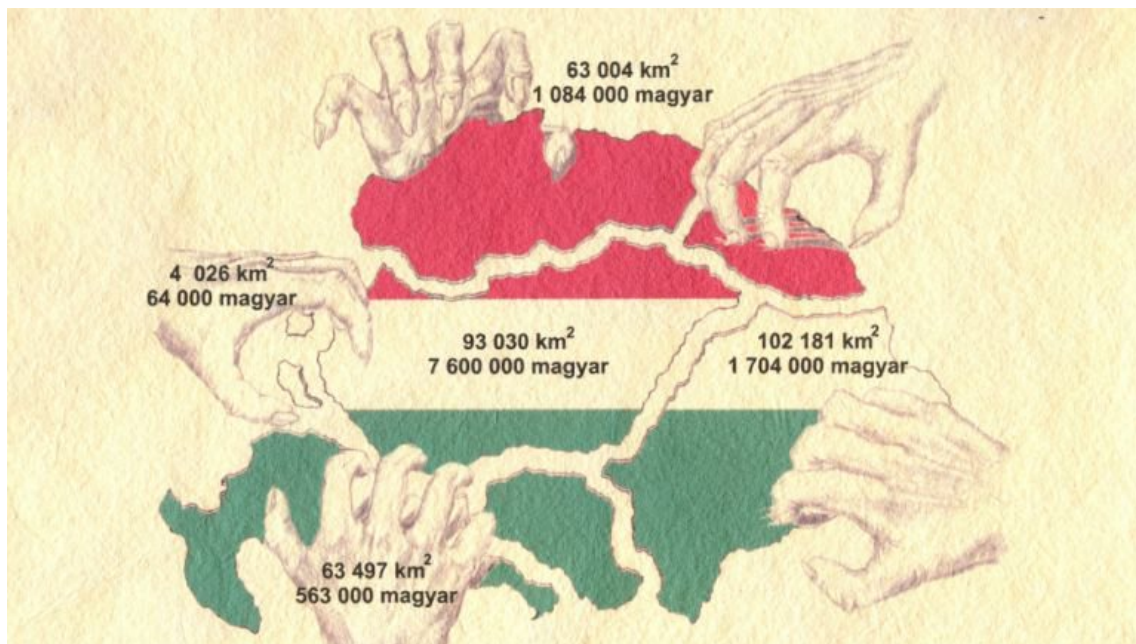 63 004 km²
1 084 000 magyar
4 026 km²
64 000 magyar
93 030 km²
7 600 000 magyar
102 181 km²
1 704 000 magyar
63 497 km²
563 000 magyar